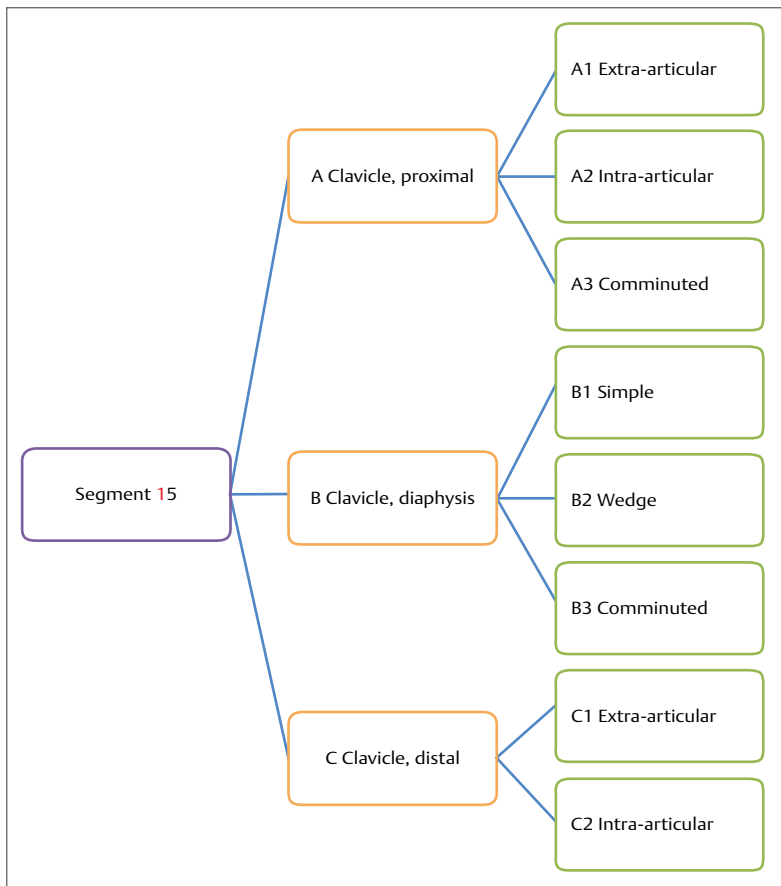 Segment 15
A Clavicle, proximal
A1 Extra-articular
A2 Intra-articular
A3 Comminuted
B Clavicle, diaphysis
B1 Simple
B2 Wedge
B3 Comminuted
C Clavicle, distal
C1 Extra-articular
C2 Intra-articular